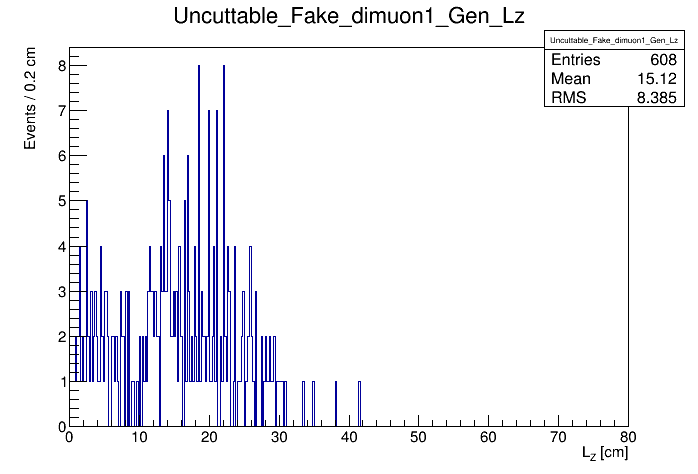 Uncuttable_Fake_dimuon1_Gen_Lz
Uncuttable_Fake_dimuon1_Gen_Lz
Entries 608
Mean 15.12
RMS 8.385
Events / 0.2 cm
8
7
6
5
4
3
2
1
0
0 10 20 30 40 50 60 70 80
L_Z [cm]